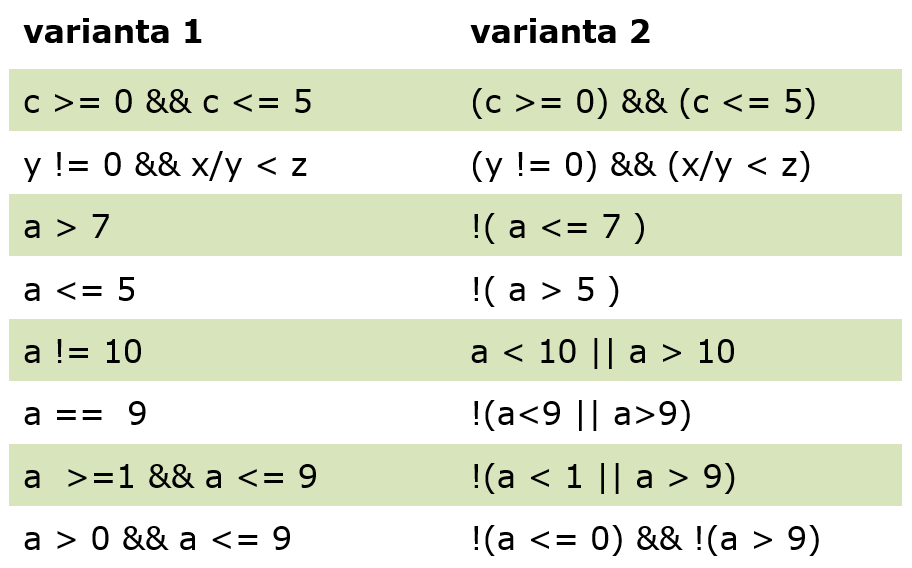 varianta 1 varianta 2
c >= 0 && c <= 5 (c >= 0) && (c <= 5)
y != 0 && x/y < z (y != 0) && (x/y < z)
a > 7 !( a <= 7 )
a <= 5 !( a > 5 )
a != 10 a < 10 || a > 10
a ==  9 !(a<9 || a>9)
a  >=1 && a <= 9 !(a < 1 || a > 9)
a > 0 && a <= 9 !(a <= 0) && !(a > 9)